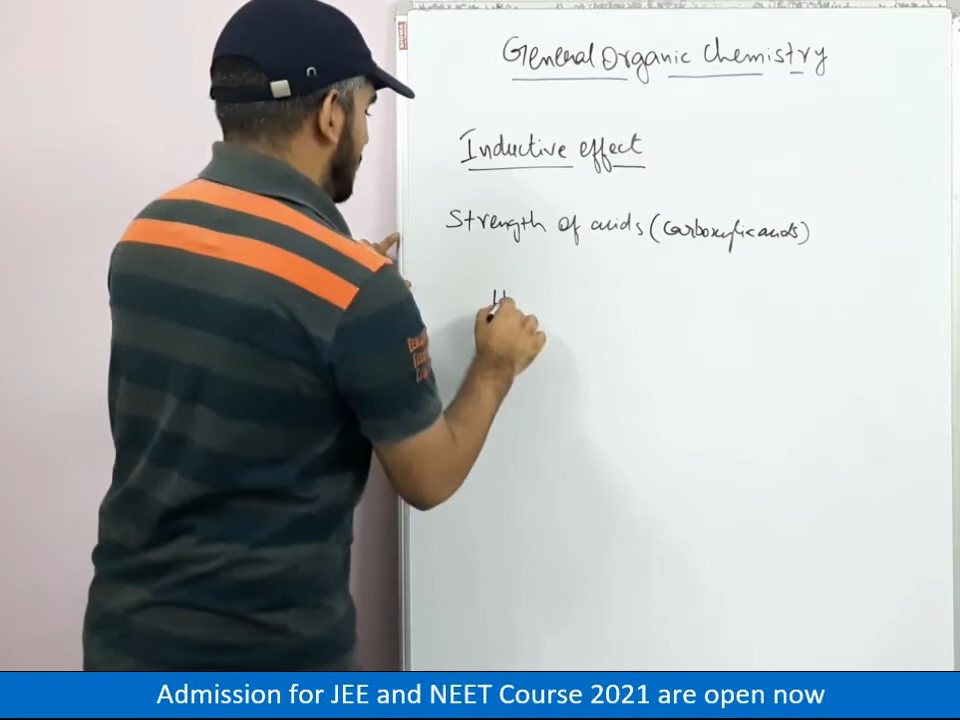 General Organic Chemistry
Inductive effect
Strength of acids (Carboxylic acids)
H
Admission for JEE and NEET Course 2021 are open now